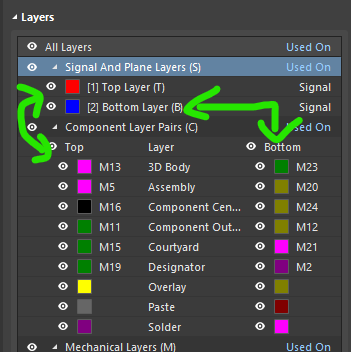 Layers
All Layers Used On
Signal And Plane Layers (S) Used On
[1] Top Layer (T) Signal
[2] Bottom Layer (B) Signal
Component Layer Pairs (C) Used On
Top Layer Bottom
M13 3D Body M23
M5 Assembly M20
M16 Component Cen... M24
M11 Component Out... M12
M15 Courtyard M21
M19 Designator M2
Overlay
Paste
Solder
Mechanical Layers (M) Used On